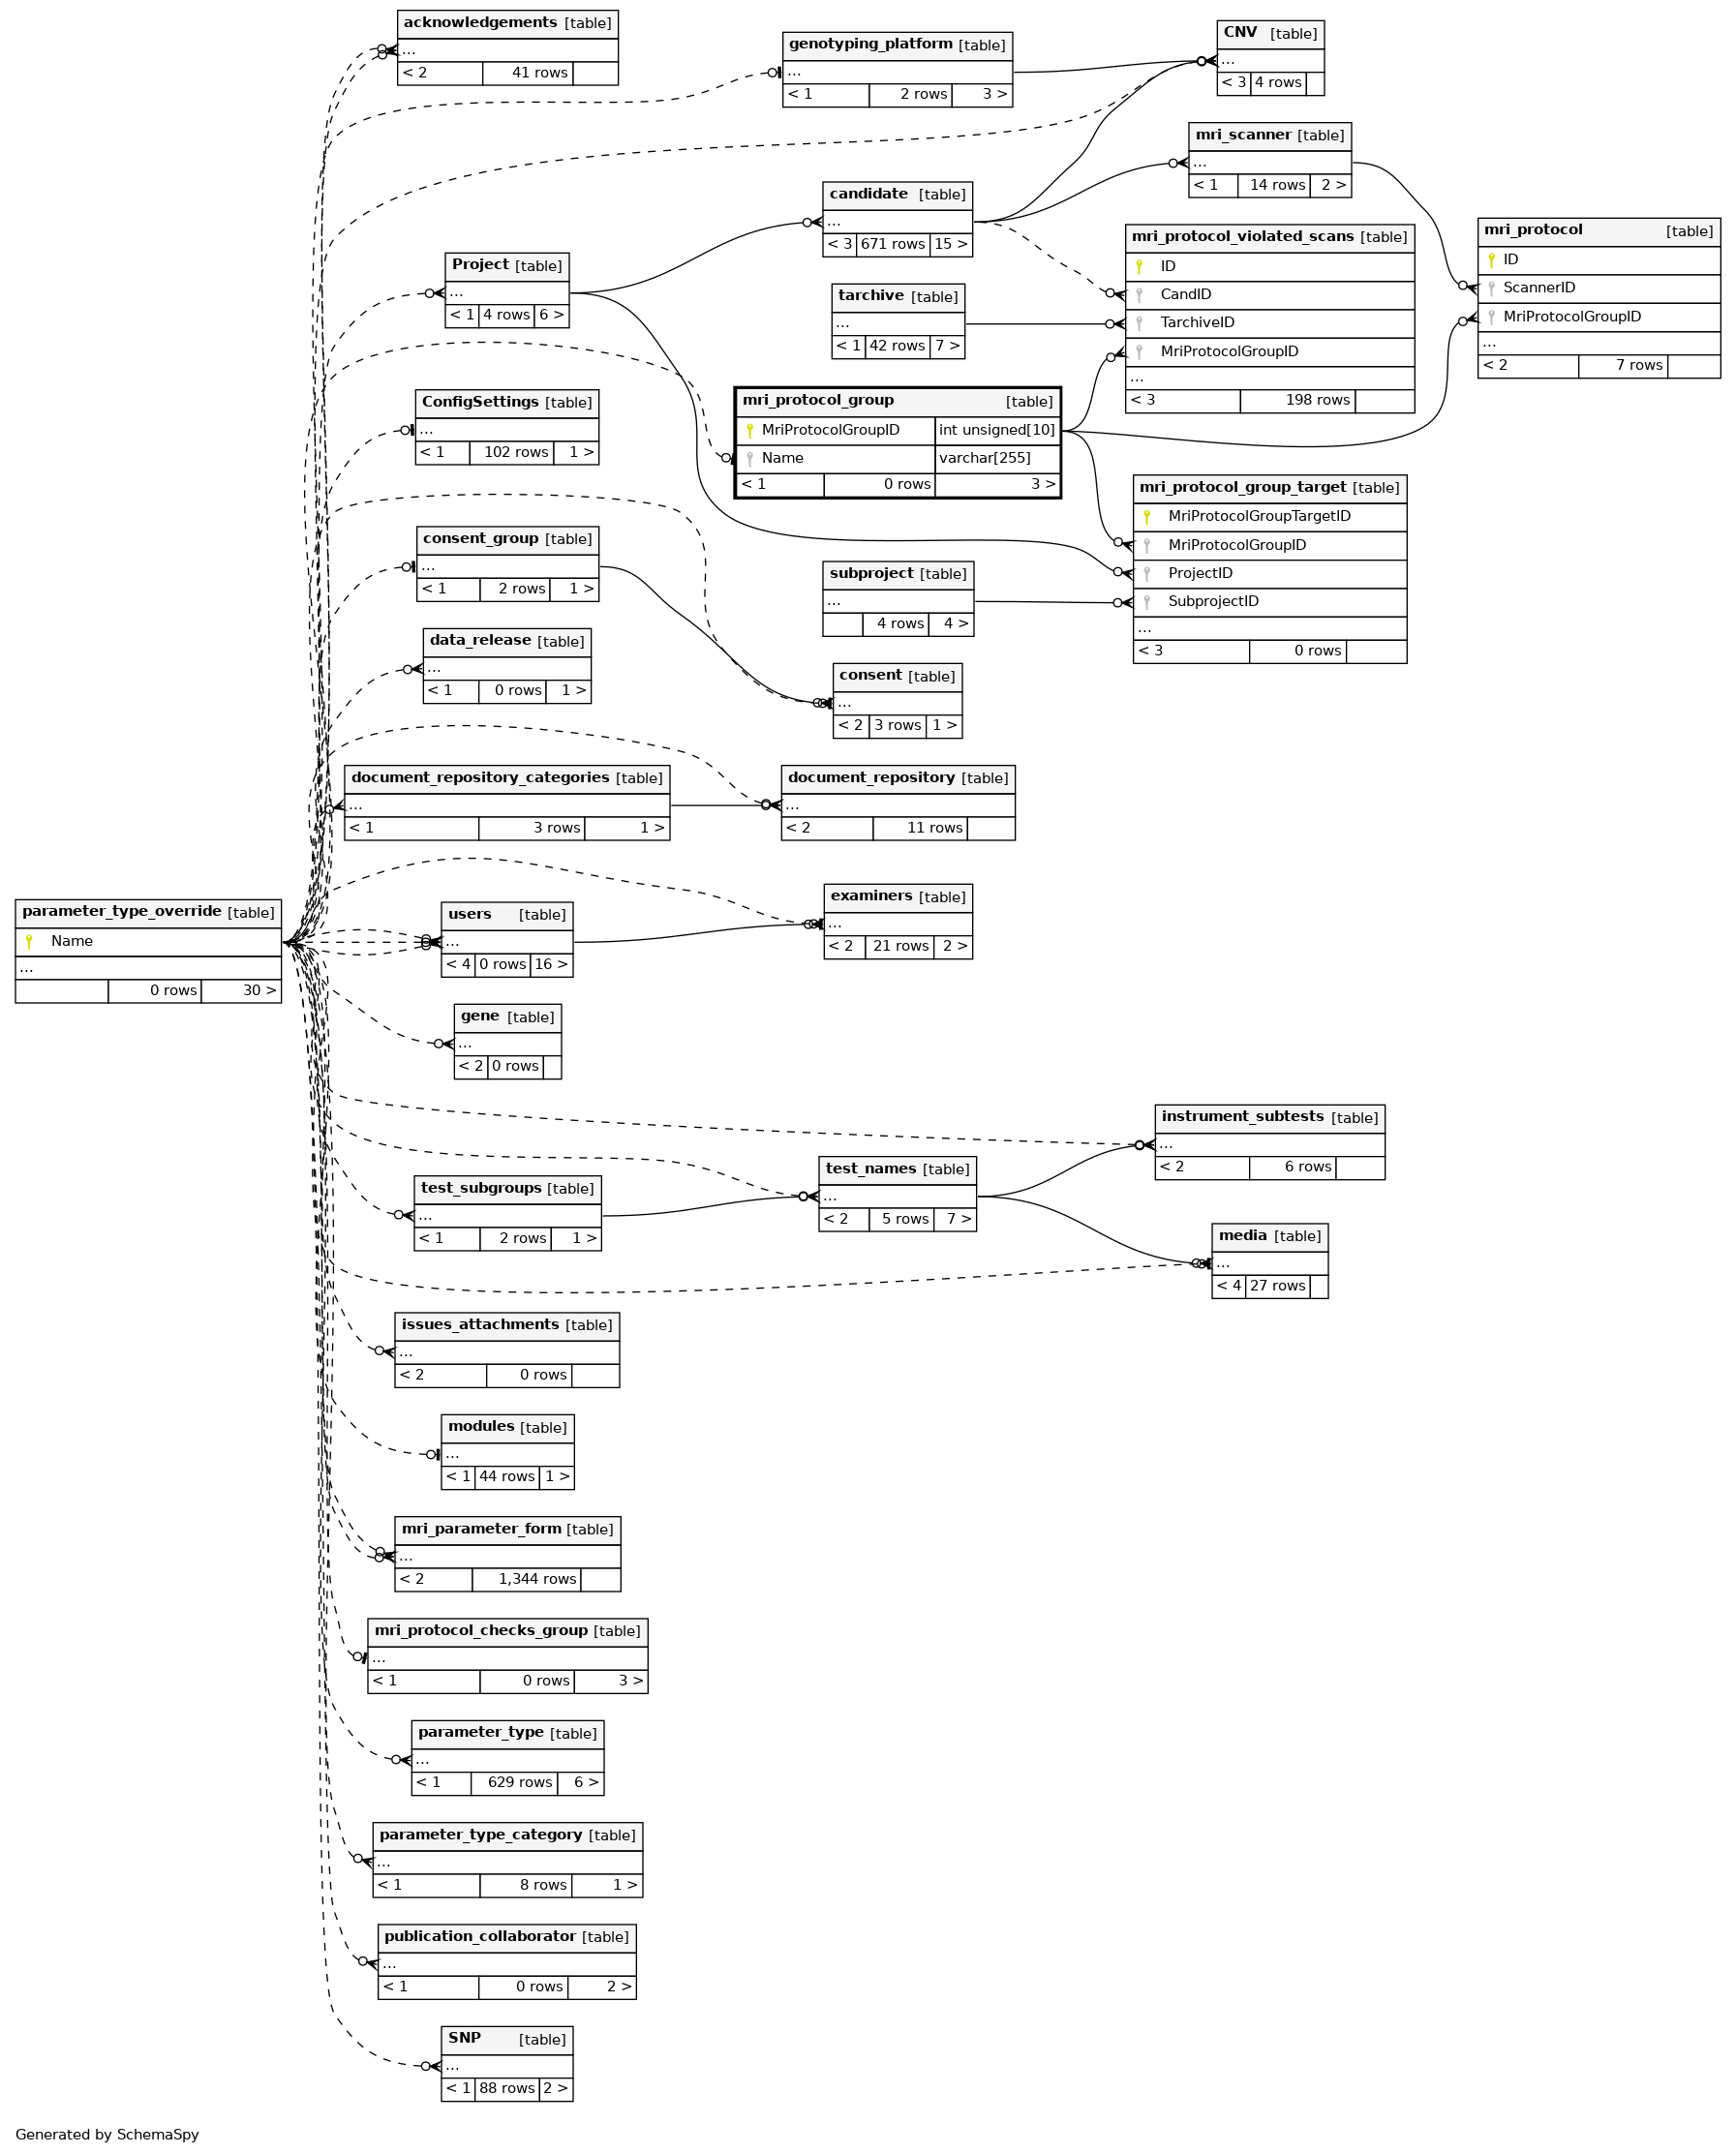 acknowledgements [table]
...
< 2 41 rows
genotyping_platform [table]
...
< 1 2 rows 3 >
CNV [table]
...
< 3 4 rows
mri_scanner [table]
...
< 1 14 rows 2 >
candidate [table]
...
< 3 671 rows 15 >
mri_protocol_violated_scans [table]
ID
CandID
TarchiveID
MriProtocolGroupID
...
< 3 198 rows
mri_protocol [table]
ID
ScannerID
MriProtocolGroupID
...
< 2 7 rows
Project [table]
...
< 1 4 rows 6 >
tarchive [table]
...
< 1 42 rows 7 >
ConfigSettings [table]
...
< 1 102 rows 1 >
mri_protocol_group [table]
MriProtocolGroupID int unsigned[10]
Name varchar[255]
< 1 0 rows 3 >
mri_protocol_group_target [table]
MriProtocolGroupTargetID
MriProtocolGroupID
ProjectID
SubprojectID
...
< 3 0 rows
consent_group [table]
...
< 1 2 rows 1 >
subproject [table]
...
4 rows 4 >
data_release [table]
...
< 1 0 rows 1 >
consent [table]
...
< 2 3 rows 1 >
document_repository_categories [table]
...
< 1 3 rows 1 >
document_repository [table]
...
< 2 11 rows
parameter_type_override [table]
Name
...
0 rows 30 >
users [table]
...
< 4 0 rows 16 >
examiners [table]
...
< 2 21 rows 2 >
gene [table]
...
< 2 0 rows
instrument_subtests [table]
...
< 2 6 rows
test_subgroups [table]
...
< 1 2 rows 1 >
test_names [table]
...
< 2 5 rows 7 >
media [table]
...
< 4 27 rows
issues_attachments [table]
...
< 2 0 rows
modules [table]
...
< 1 44 rows 1 >
mri_parameter_form [table]
...
< 2 1,344 rows
mri_protocol_checks_group [table]
...
< 1 0 rows 3 >
parameter_type [table]
...
< 1 629 rows 6 >
parameter_type_category [table]
...
< 1 8 rows 1 >
publication_collaborator [table]
...
< 1 0 rows 2 >
SNP [table]
...
< 1 88 rows 2 >
Generated by SchemaSpy